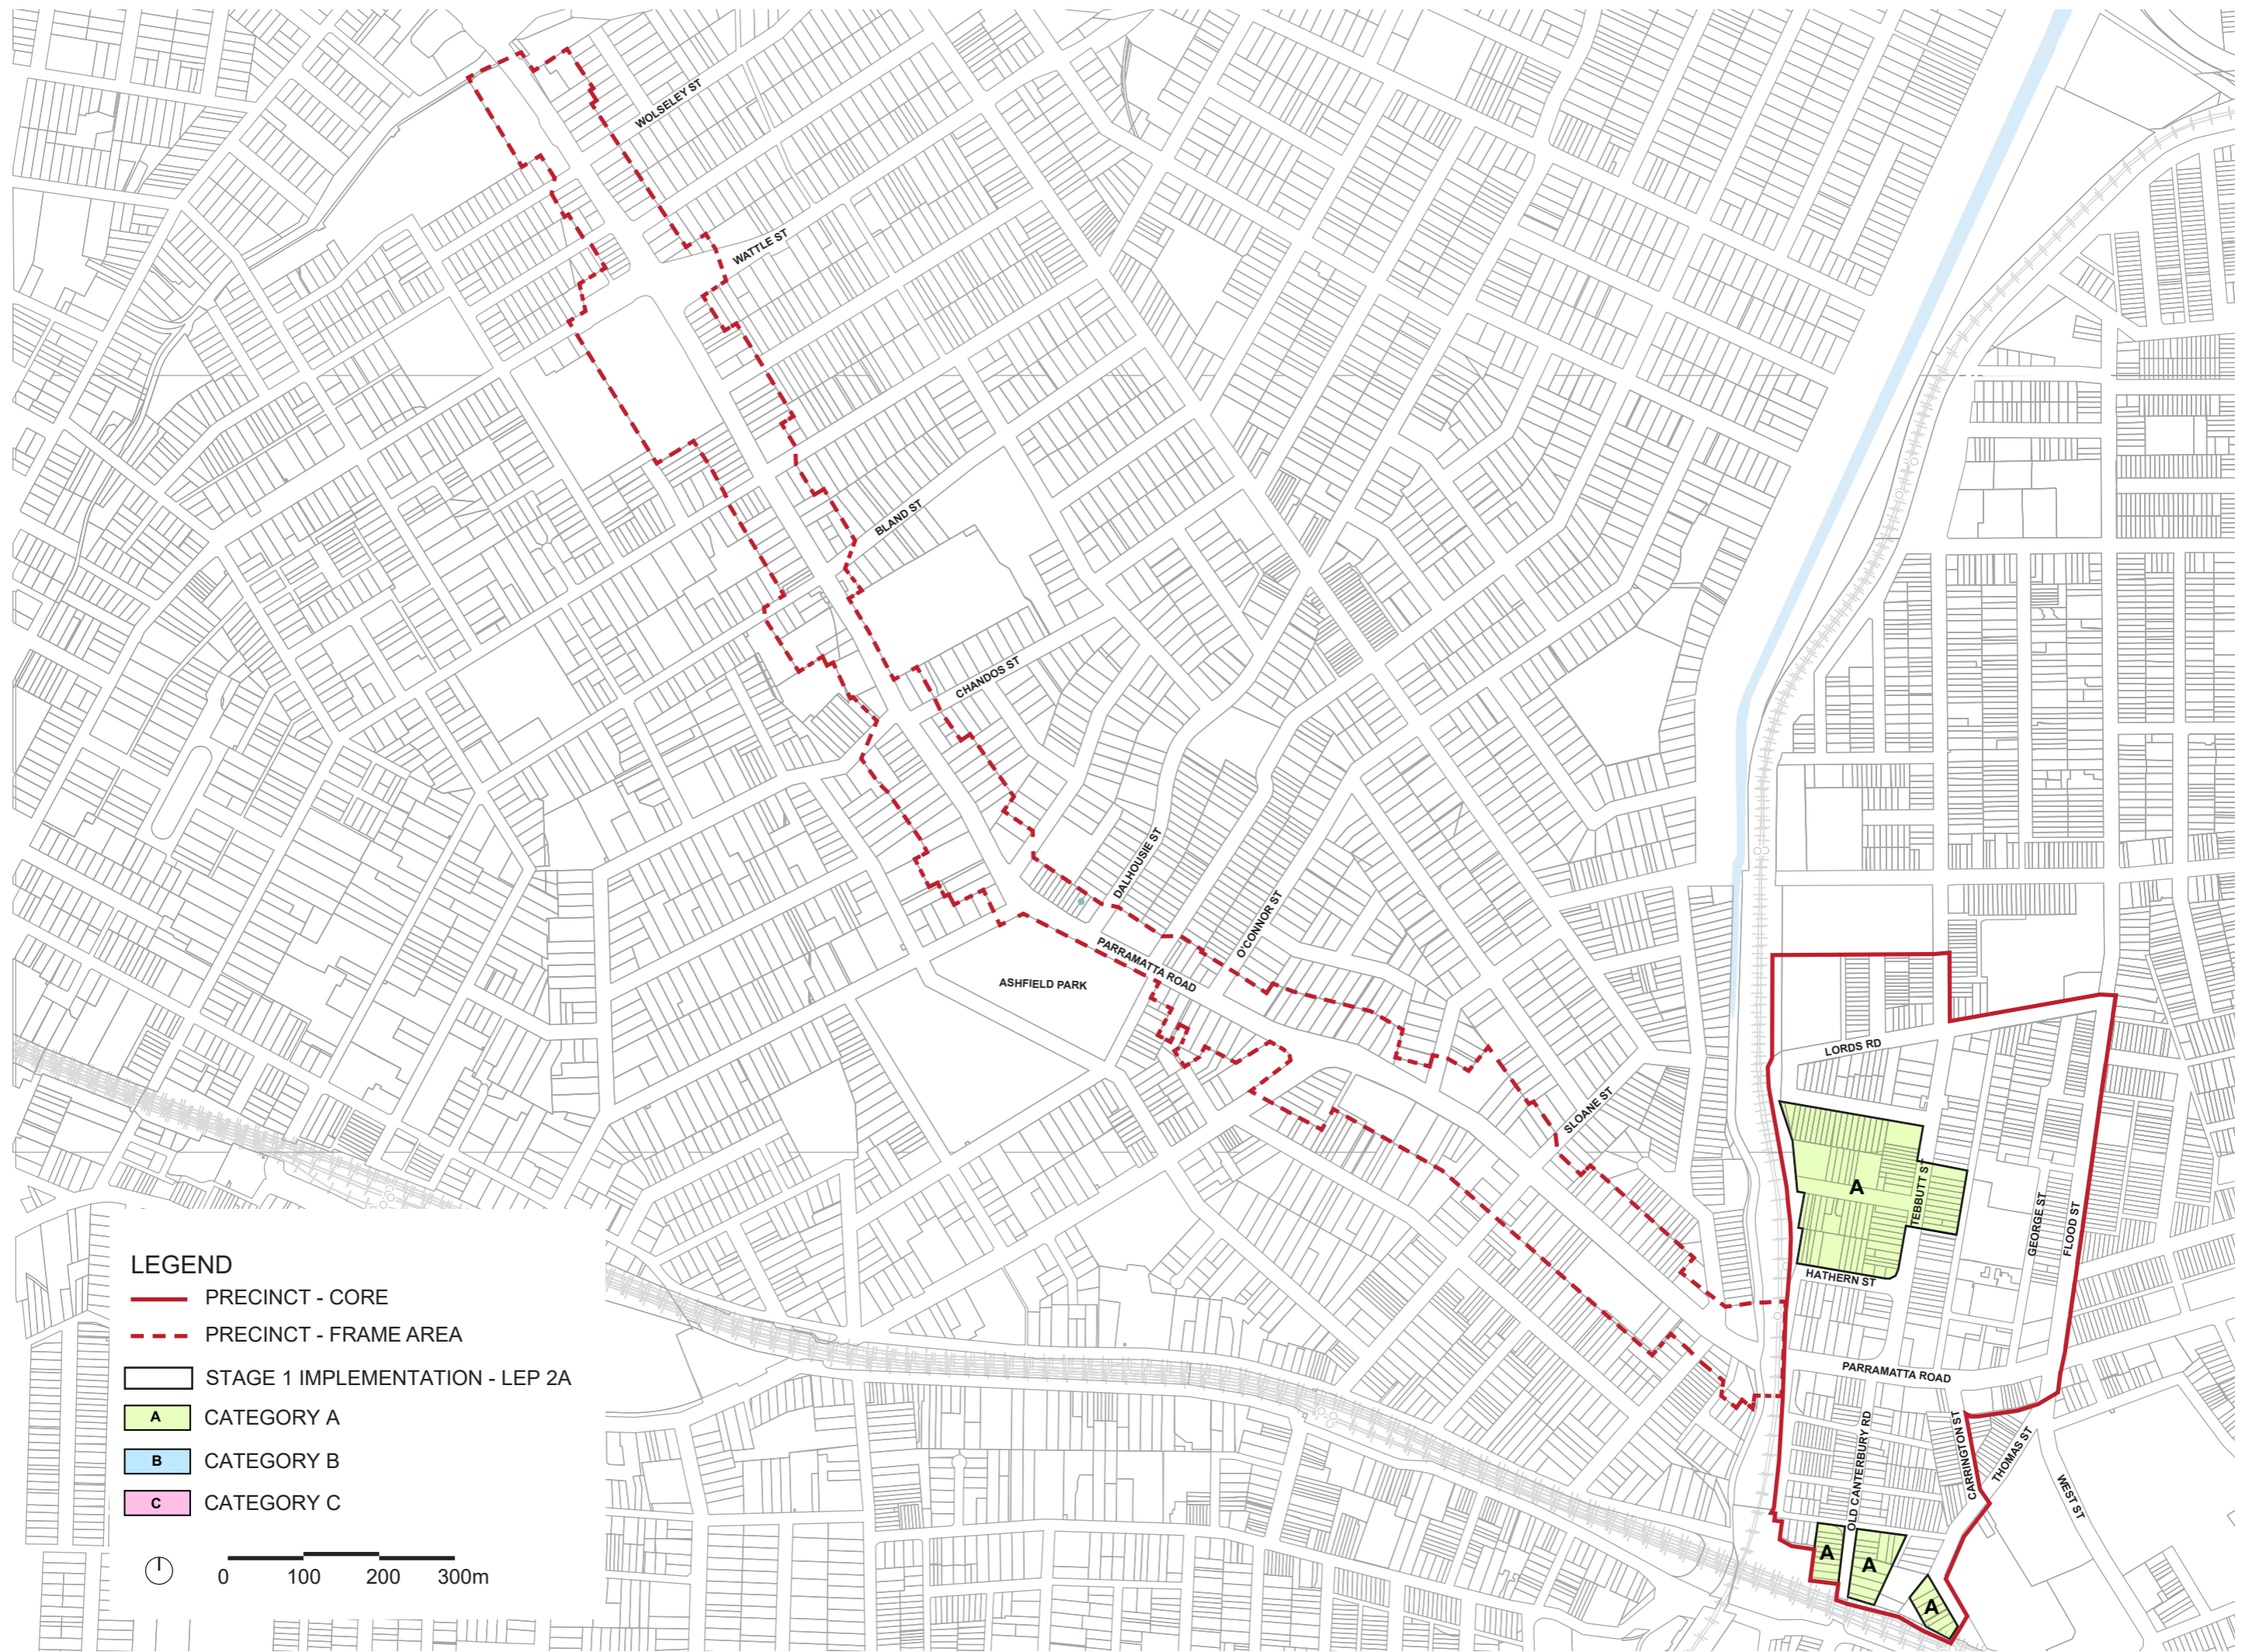 WOLSELEY ST
WATTLE ST
BLAND ST
CHANDOS ST
DALHOUSIE ST
O'CONNOR ST
PARRAMATTA ROAD
ASHFIELD PARK
SLOANE ST
LORDS RD
A
TEBBUTT ST
GEORGE ST
FLOOD ST
HATHERN ST
PARRAMATTA ROAD
OLD CANTERBURY RD
CARRINGTON ST
THOMAS ST
WEST ST
A
A
A
LEGEND
PRECINCT - CORE
PRECINCT - FRAME AREA
STAGE 1 IMPLEMENTATION - LEP 2A
A CATEGORY A
B CATEGORY B
C CATEGORY C
0 100 200 300m